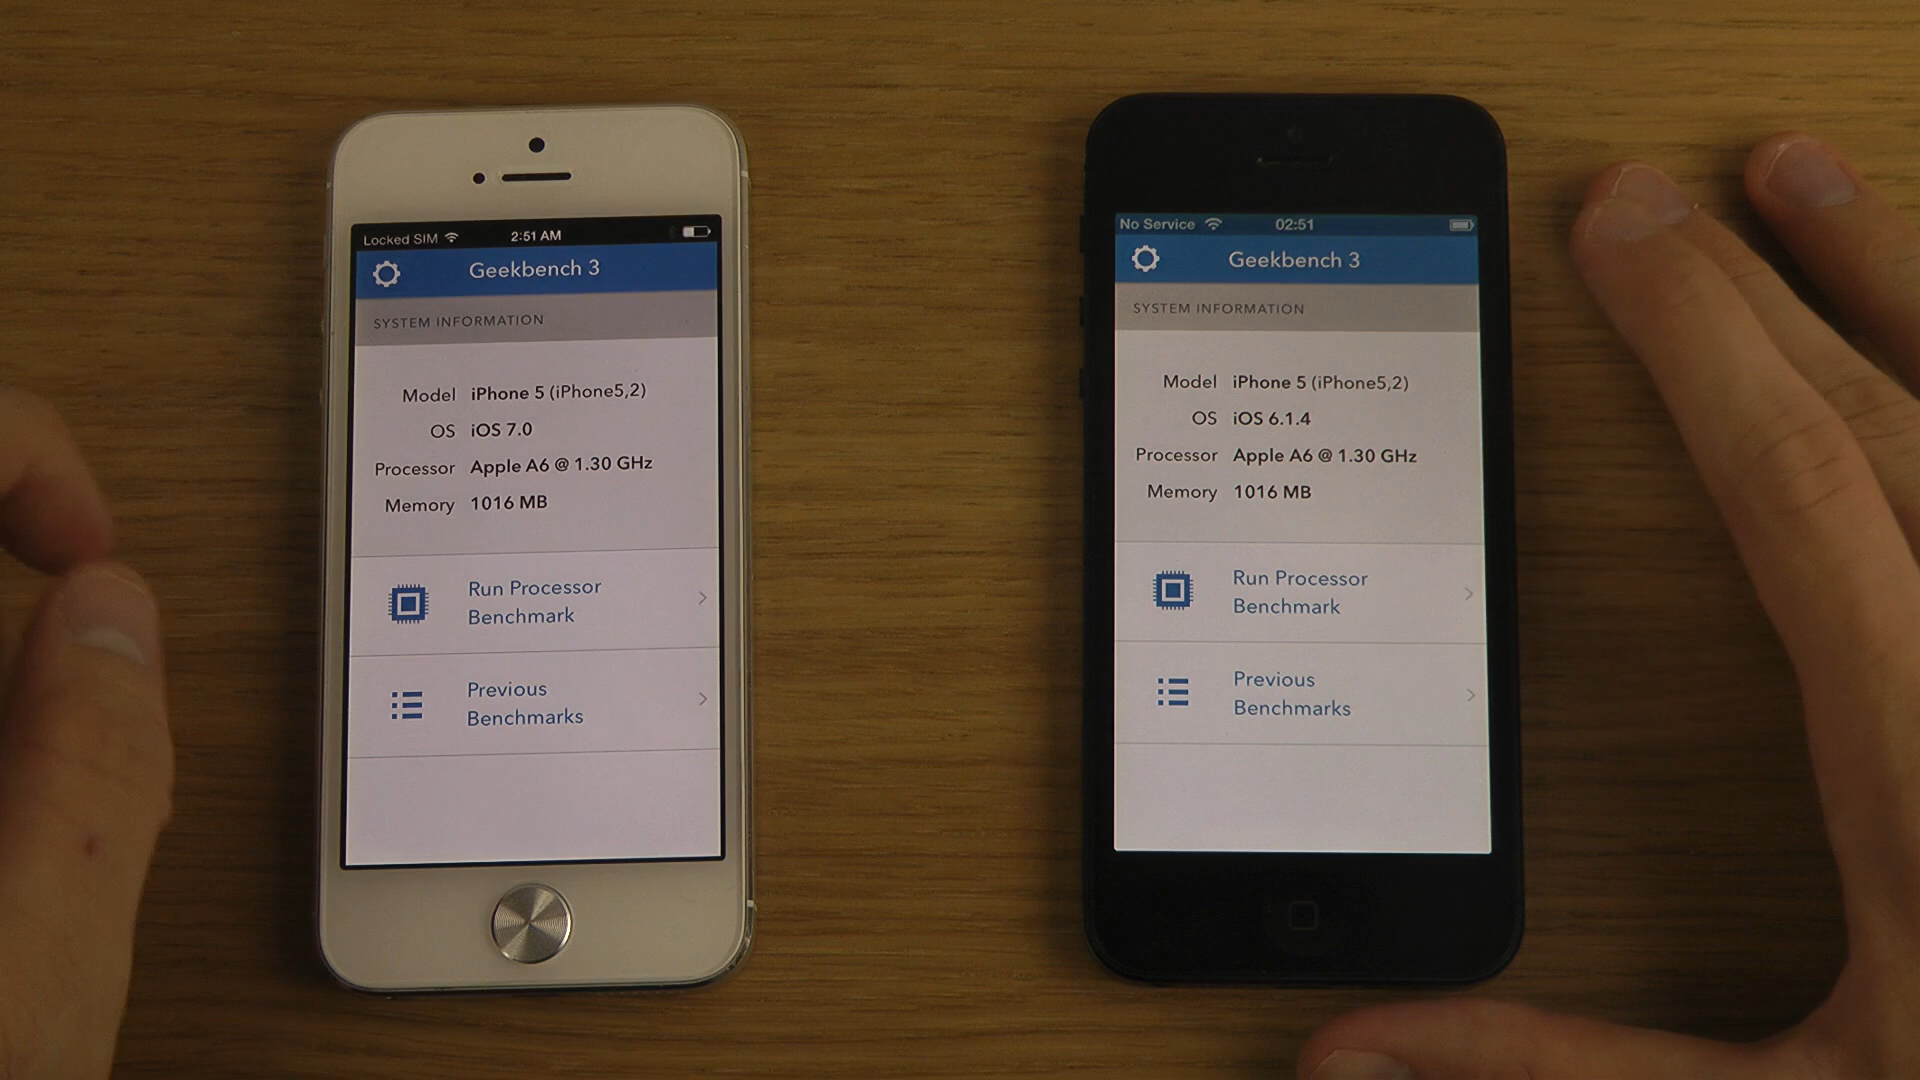 Locked SIM 2:51 AM
Geekbench 3
SYSTEM INFORMATION
Model iPhone 5 (iPhone5,2)
OS iOS 7.0
Processor Apple A6 @ 1.30 GHz
Memory 1016 MB
Run Processor
Benchmark
Previous
Benchmarks
No Service 02:51
Geekbench 3
SYSTEM INFORMATION
Model iPhone 5 (iPhone5,2)
OS iOS 6.1.4
Processor Apple A6 @ 1.30 GHz
Memory 1016 MB
Run Processor
Benchmark
Previous
Benchmarks